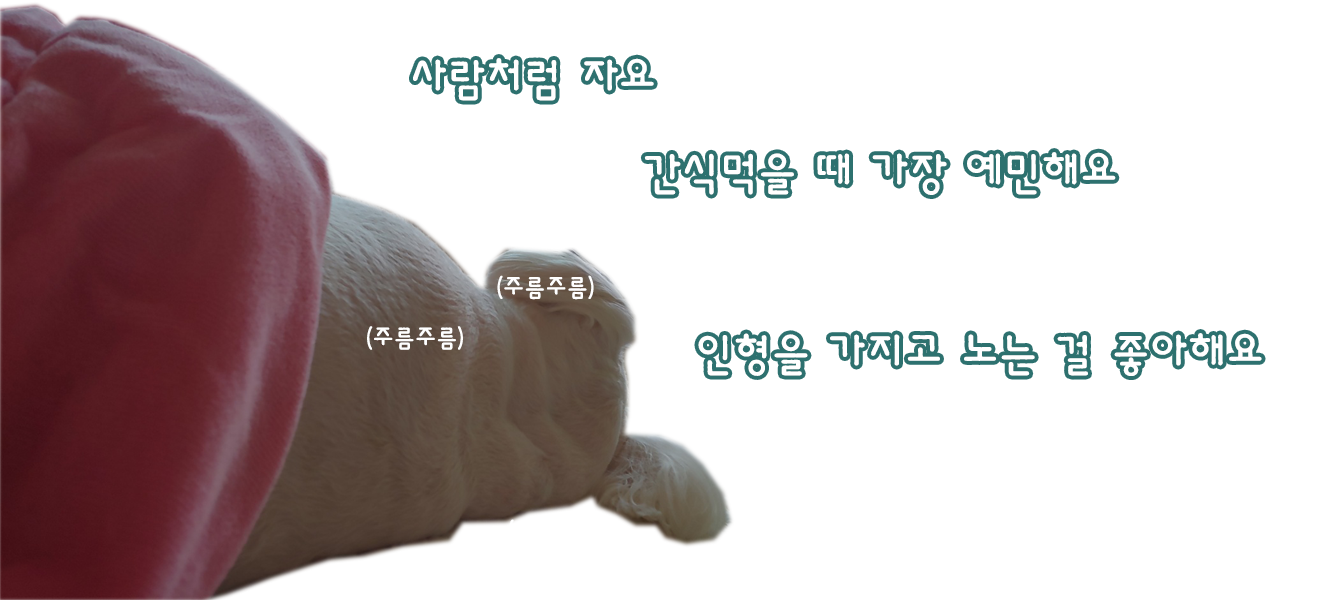 사람처럼 자요
간식먹을 때 가장 예민해요
(주름주름)
(주름주름)
인형을 가지고 노는 걸 좋아해요